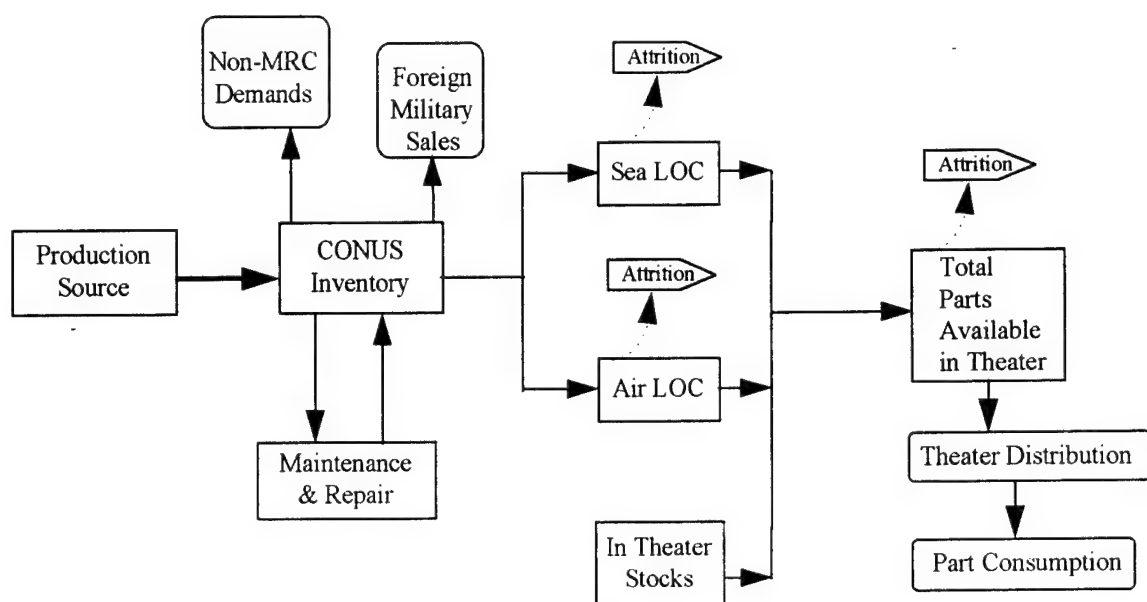 Non-MRC
Demands
Foreign
Military
Sales
Attrition
Sea LOC
Attrition
Production
Source
CONUS
Inventory
Attrition
Total
Parts
Available
in Theater
Air LOC
Maintenance
& Repair
Theater Distribution
In Theater
Stocks
Part Consumption